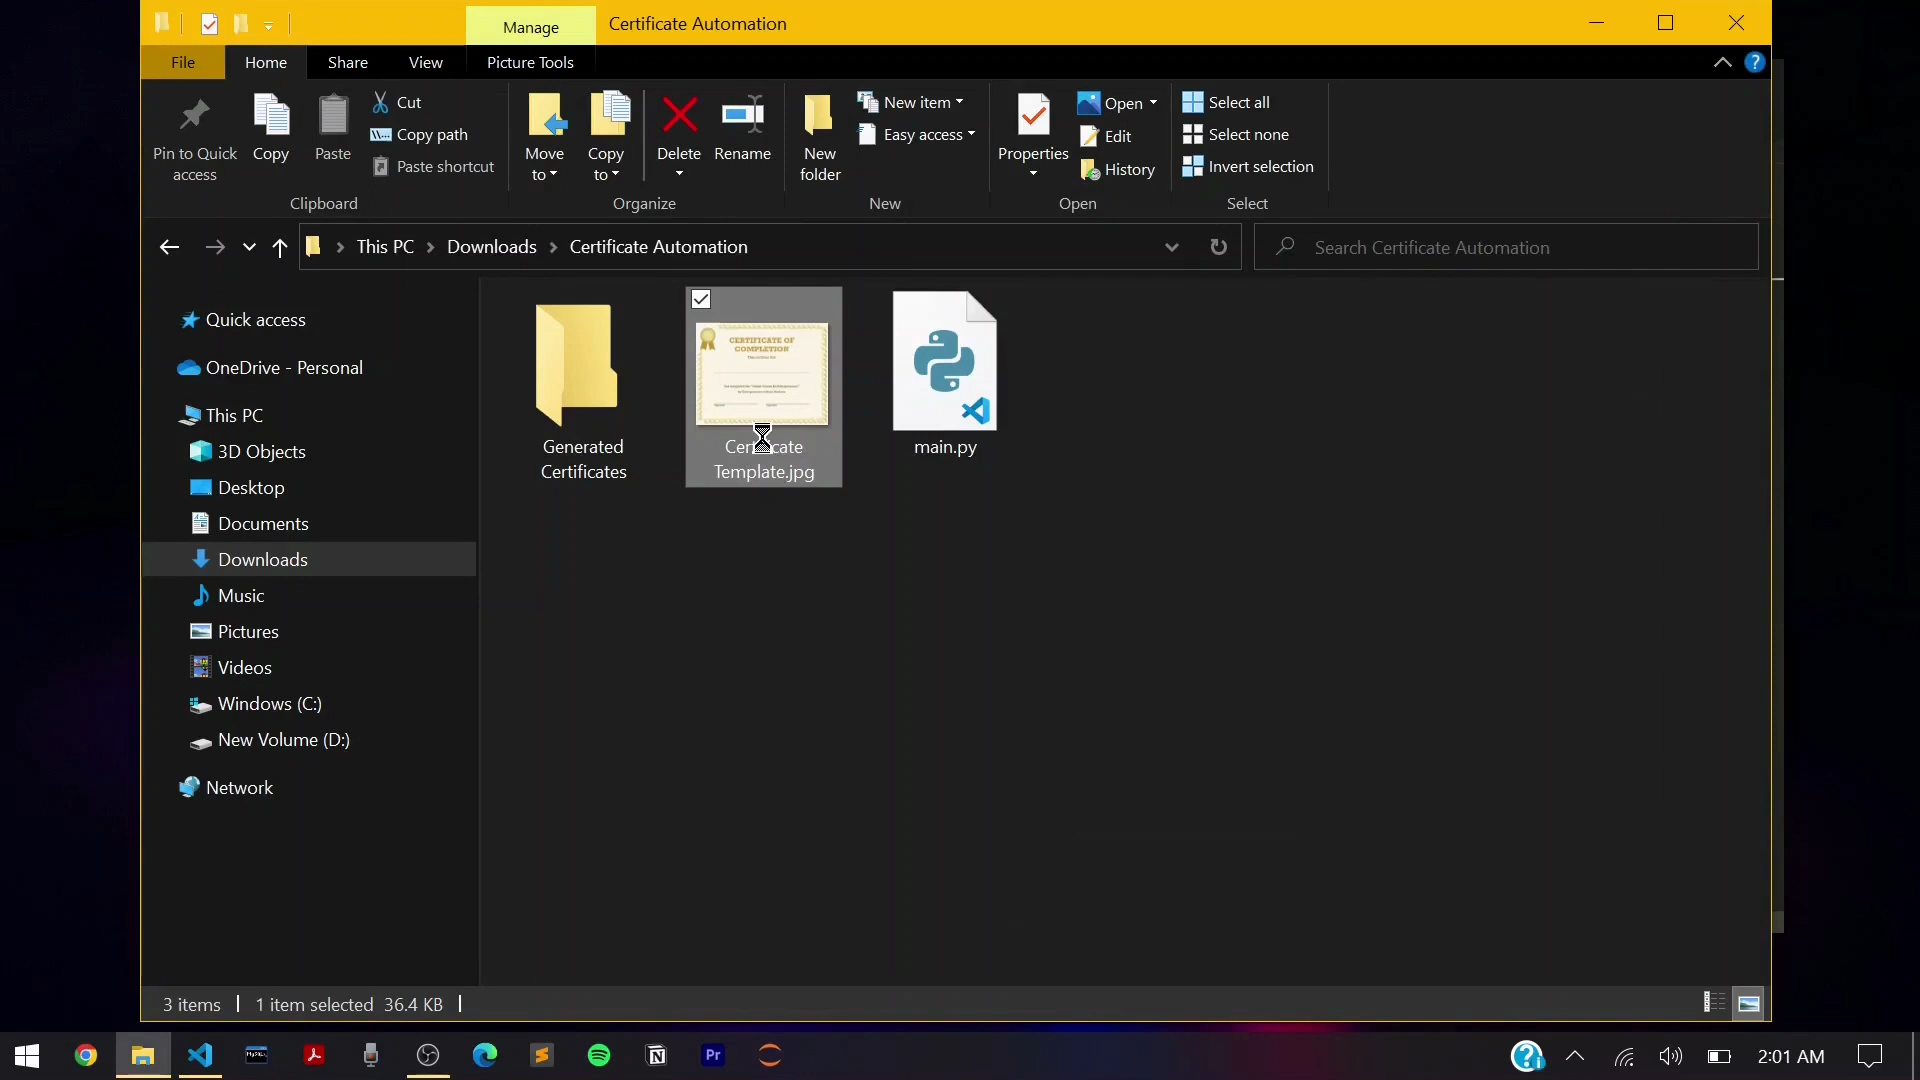 Manage
Certificate Automation
File
Home
Share
View
Picture Tools
Pin to Quick
access
Copy
Paste
Cut
Copy path
Paste shortcut
Clipboard
Move
to
Copy
to
Delete
Rename
Organize
New
folder
New item
Easy access
New
Properties
Open
Edit
History
Open
Select all
Select none
Invert selection
Select
This PC
Downloads
Certificate Automation
Search Certificate Automation
Quick access
OneDrive - Personal
This PC
3D Objects
Desktop
Documents
Downloads
Music
Pictures
Videos
Windows (C:)
New Volume (D:)
Network
Generated
Certificates
CERTIFICATE OF
COMPLETION
Certificate
Template.jpg
main.py
3 items
1 item selected 36.4 KB
MySQL
Pr
2:01 AM